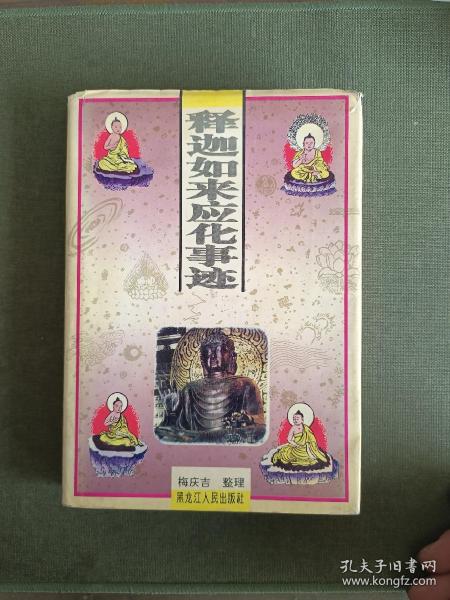 释迦如来应化事迹
梅庆吉 整理
黑龙江人民出版社
孔夫子旧书网
www.kongfz.com